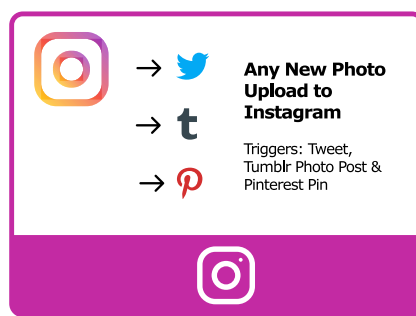 Any New Photo
Upload to
Instagram
Triggers: Tweet,
Tumblr Photo Post &
Pinterest Pin